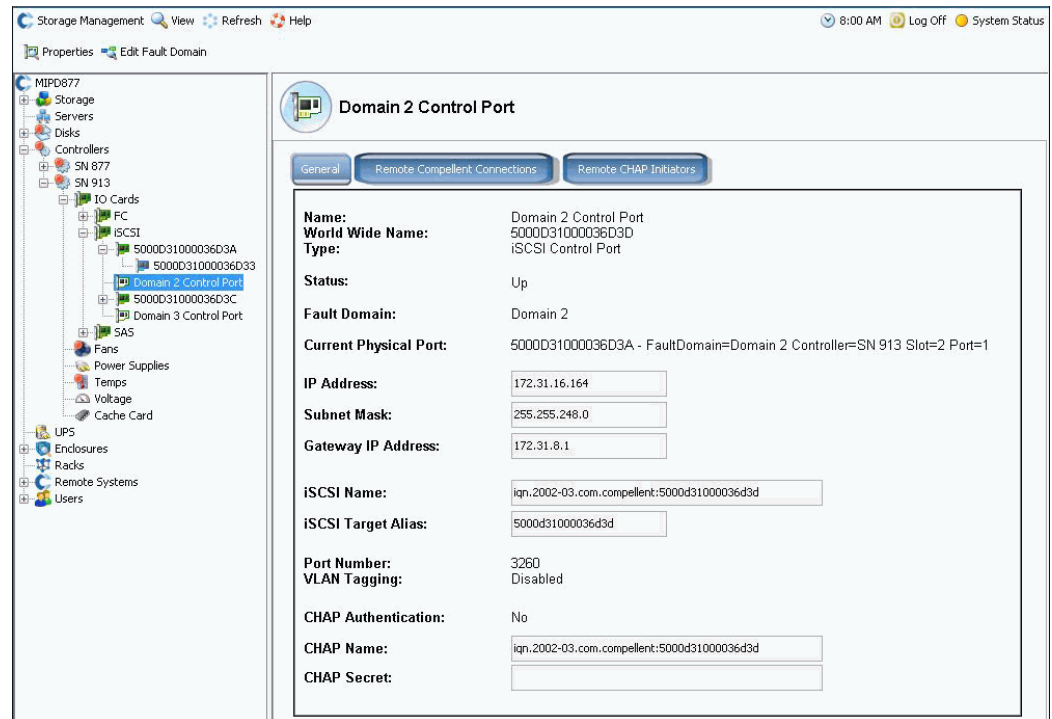 Storage Management View Refresh Help 8:00 AM Log Off System Status
Properties Edit Fault Domain
MIPD877
Storage
Servers
Disks
Controllers
SN 877
SN 913
IO Cards
FC
iSCSI
5000D31000036D3A
5000D31000036D33
Domain 2 Control Port
5000D31000036D3C
Domain 3 Control Port
SAS
Fans
Power Supplies
Temps
Voltage
Cache Card
UPS
Enclosures
Racks
Remote Systems
Users
Domain 2 Control Port
General Remote Compellent Connections Remote CHAP Initiators
Name: Domain 2 Control Port
World Wide Name: 5000D31000036D3D
Type: iSCSI Control Port
Status: Up
Fault Domain: Domain 2
Current Physical Port: 5000D31000036D3A - FaultDomain=Domain 2 Controller=SN 913 Slot=2 Port=1
IP Address: 172.31.16.164
Subnet Mask: 255.255.248.0
Gateway IP Address: 172.31.8.1
iSCSI Name: iqn.2002-03.com.compellent:5000d31000036d3d
iSCSI Target Alias: 5000d31000036d3d
Port Number: 3260
VLAN Tagging: Disabled
CHAP Authentication: No
CHAP Name: iqn.2002-03.com.compellent:5000d31000036d3d
CHAP Secret: